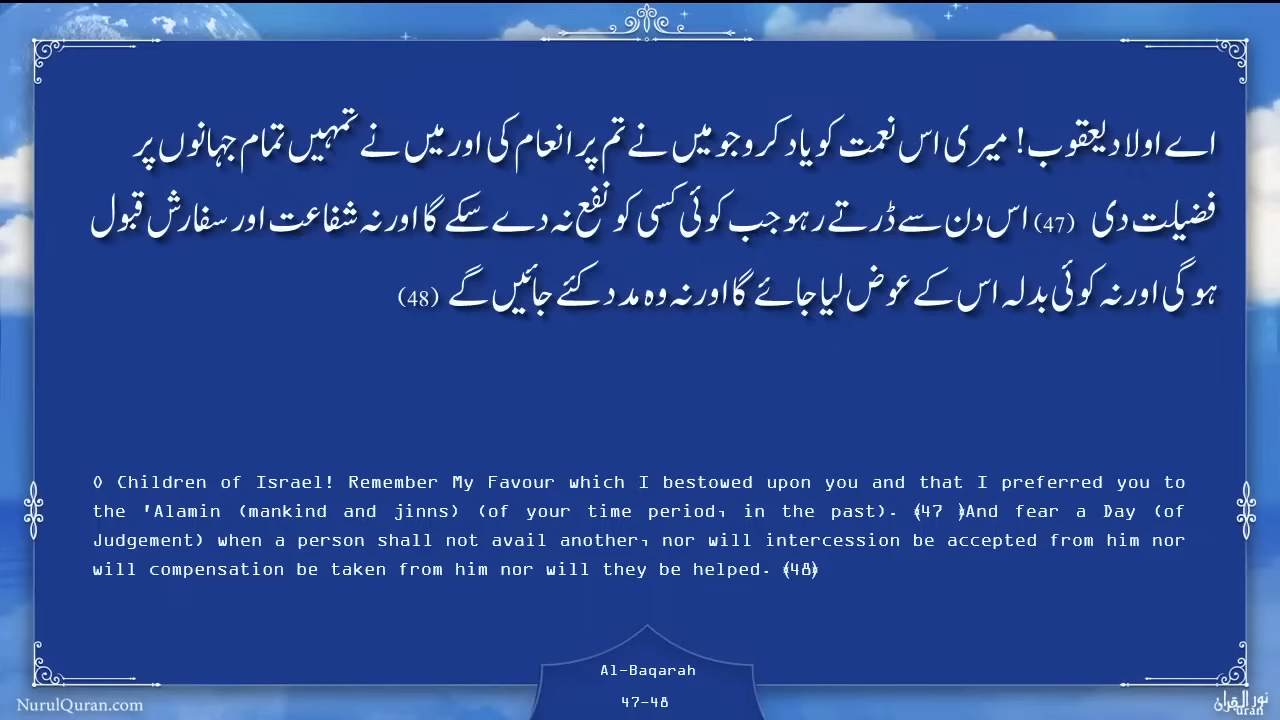 اے اولاد یعقوب! میری اس نعمت کو یاد کرو جو میں نے تم پر انعام کی اور میں نے تمہیں تمام جہانوں پر
فضیلت دی (47) اس دن سے ڈرتے رہو جب کوئی کسی کو نفع نہ دے سکے گا اور نہ شفاعت اور سفارش قبول
ہوگی اور نہ کوئی بدلہ اس کے عوض لیا جائے گا اور نہ وہ مدد کئے جائیں گے (48)
O Children of Israel! Remember My Favour which I bestowed upon you and that I preferred you to
the 'Alamin (mankind and jinns) (of your time period, in the past). ﴾47 ﴿And fear a Day (of
Judgement) when a person shall not avail another, nor will intercession be accepted from him nor
will compensation be taken from him nor will they be helped. ﴾48﴿
Al-Baqarah
47-48
NurulQuran.com
نور القرآن
uran